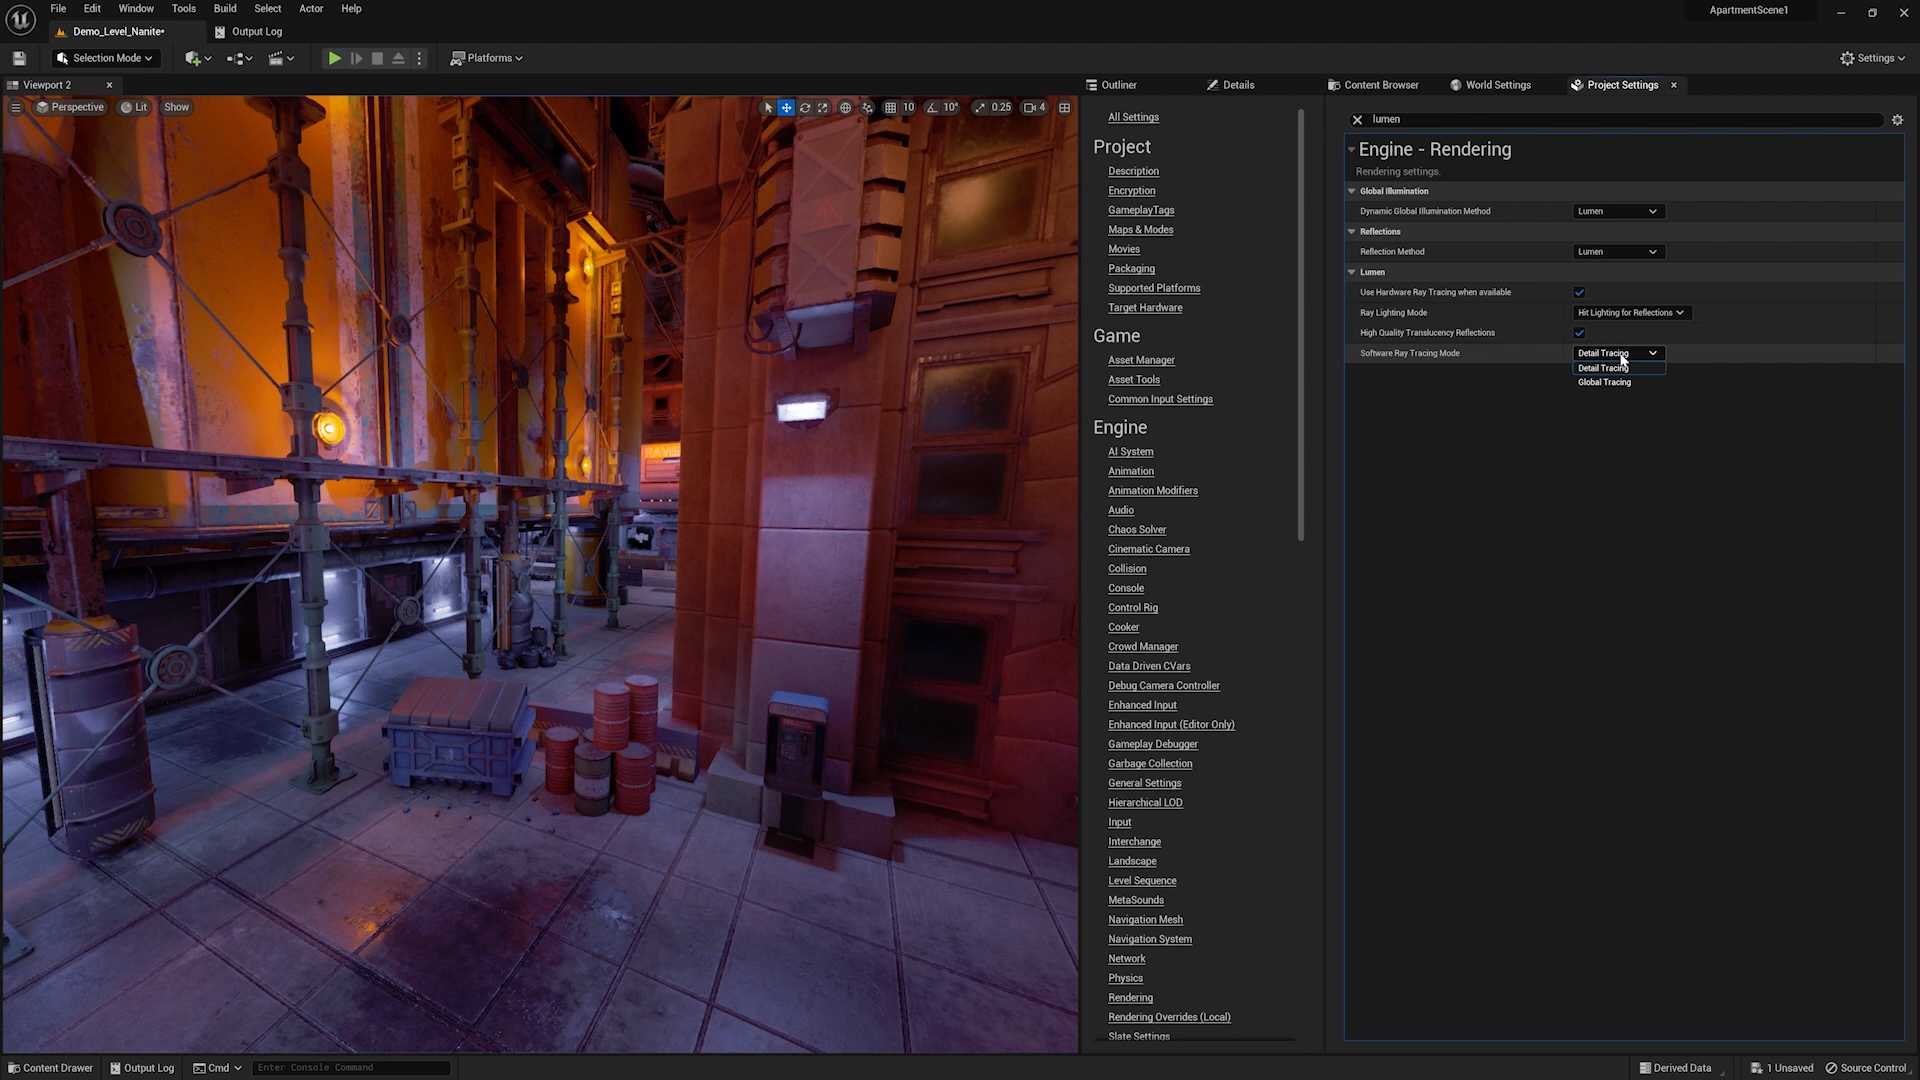 File Edit Window Tools Build Select Actor Help
ApartmentScene1
Demo_Level_Nanite•
Output Log
Selection Mode
Platforms
Settings
Viewport 2
Outliner
Details
Content Browser
World Settings
Project Settings
Perspective
Lit
Show
10
10°
0.25
4
All Settings
Project
Description
Encryption
GameplayTags
Maps & Modes
Movies
Packaging
Supported Platforms
Target Hardware
Game
Asset Manager
Asset Tools
Common Input Settings
Engine
AI System
Animation
Animation Modifiers
Audio
Chaos Solver
Cinematic Camera
Collision
Console
Control Rig
Cooker
Crowd Manager
Data Driven CVars
Debug Camera Controller
Enhanced Input
Enhanced Input (Editor Only)
Gameplay Debugger
Garbage Collection
General Settings
Hierarchical LOD
Input
Interchange
Landscape
Level Sequence
MetaSounds
Navigation Mesh
Navigation System
Network
Physics
Rendering
Rendering Overrides (Local)
Slate Settings
lumen
Engine - Rendering
Rendering settings.
Global Illumination
Dynamic Global Illumination Method Lumen
Reflections
Reflection Method Lumen
Lumen
Use Hardware Ray Tracing when available
Ray Lighting Mode Hit Lighting for Reflections
High Quality Translucency Reflections
Software Ray Tracing Mode Detail Tracing
Detail Tracing
Global Tracing
Content Drawer
Output Log
Cmd
Enter Console Command
Derived Data
1 Unsaved
Source Control